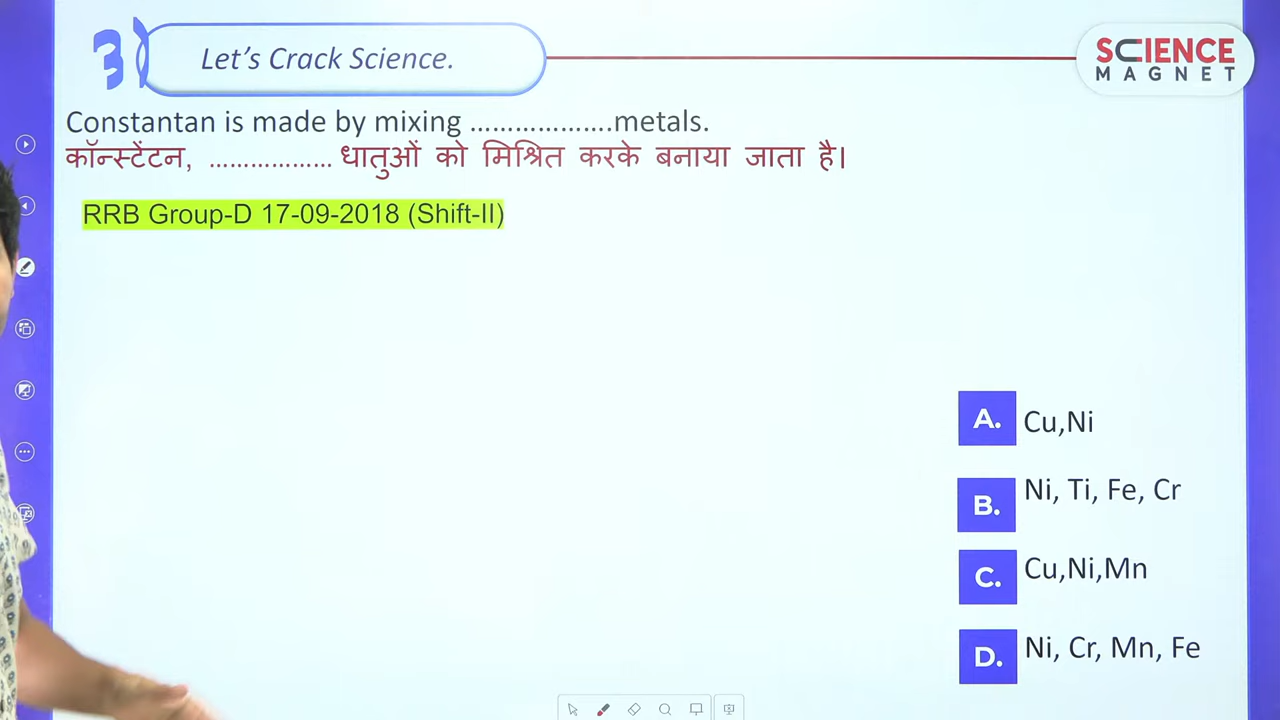 3)
Let's Crack Science.
SCIENCE
MAGNET
Constantan is made by mixing ……………….metals.
कॉन्स्टेंटन, ……………… धातुओं को मिश्रित करके बनाया जाता है।
RRB Group-D 17-09-2018 (Shift-II)
A. Cu,Ni
B. Ni, Ti, Fe, Cr
C. Cu,Ni,Mn
D. Ni, Cr, Mn, Fe